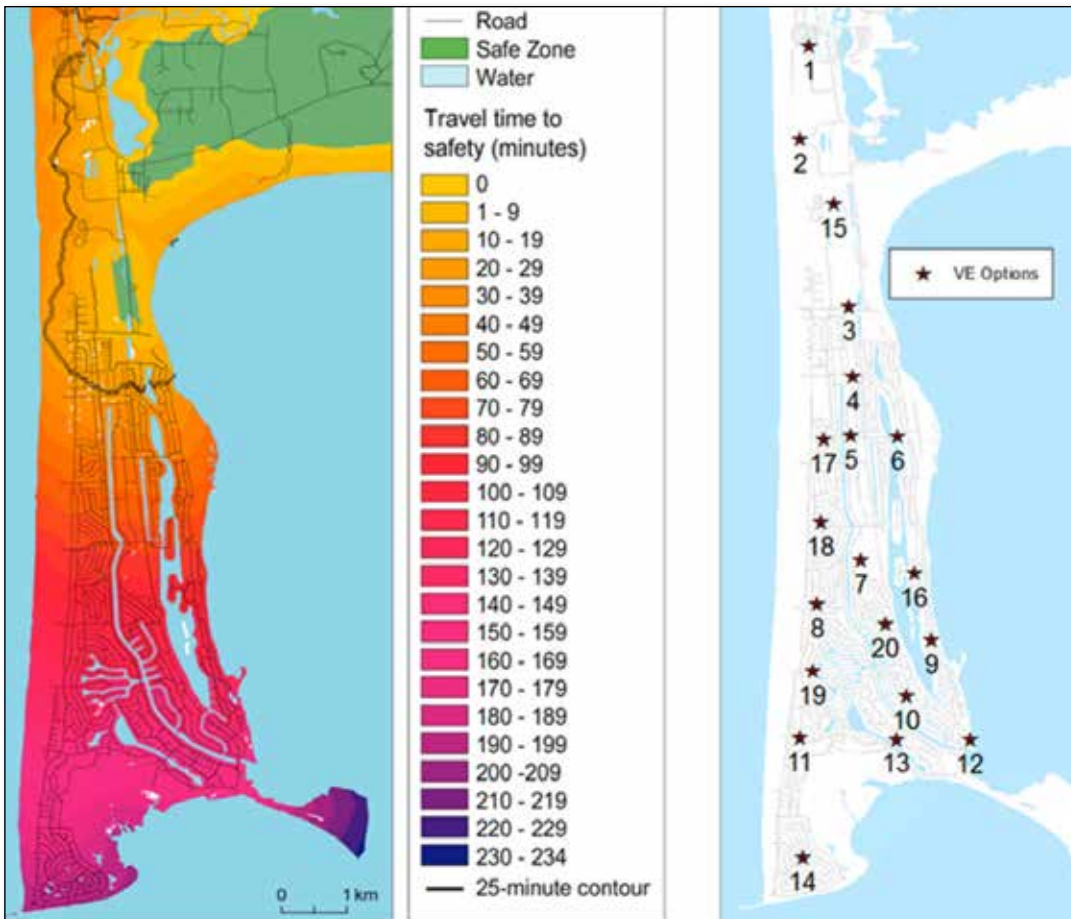 Road
Safe Zone
Water
Travel time to
safety (minutes)
0
1 - 9
10 - 19
20 - 29
30 - 39
40 - 49
50 - 59
60 - 69
70 - 79
80 - 89
90 - 99
100 - 109
110 - 119
120 - 129
130 - 139
140 - 149
150 - 159
160 - 169
170 - 179
180 - 189
190 - 199
200 -209
210 - 219
220 - 229
230 - 234
25-minute contour
0 1 km
1
2
15
VE Options
3
4
17 5 6
18
7
16
8
20
9
19
10
11 13 12
14